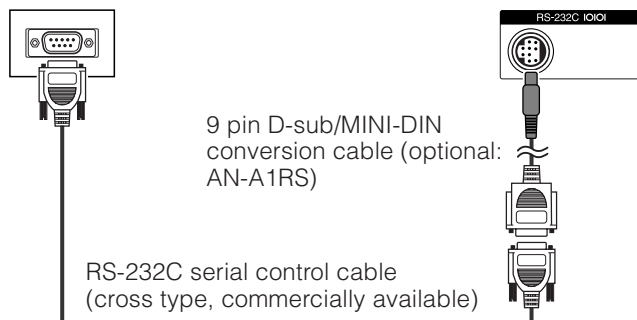 RS-232C IOIOI
9 pin D-sub/MINI-DIN
conversion cable (optional:
AN-A1RS)
RS-232C serial control cable
(cross type, commercially available)